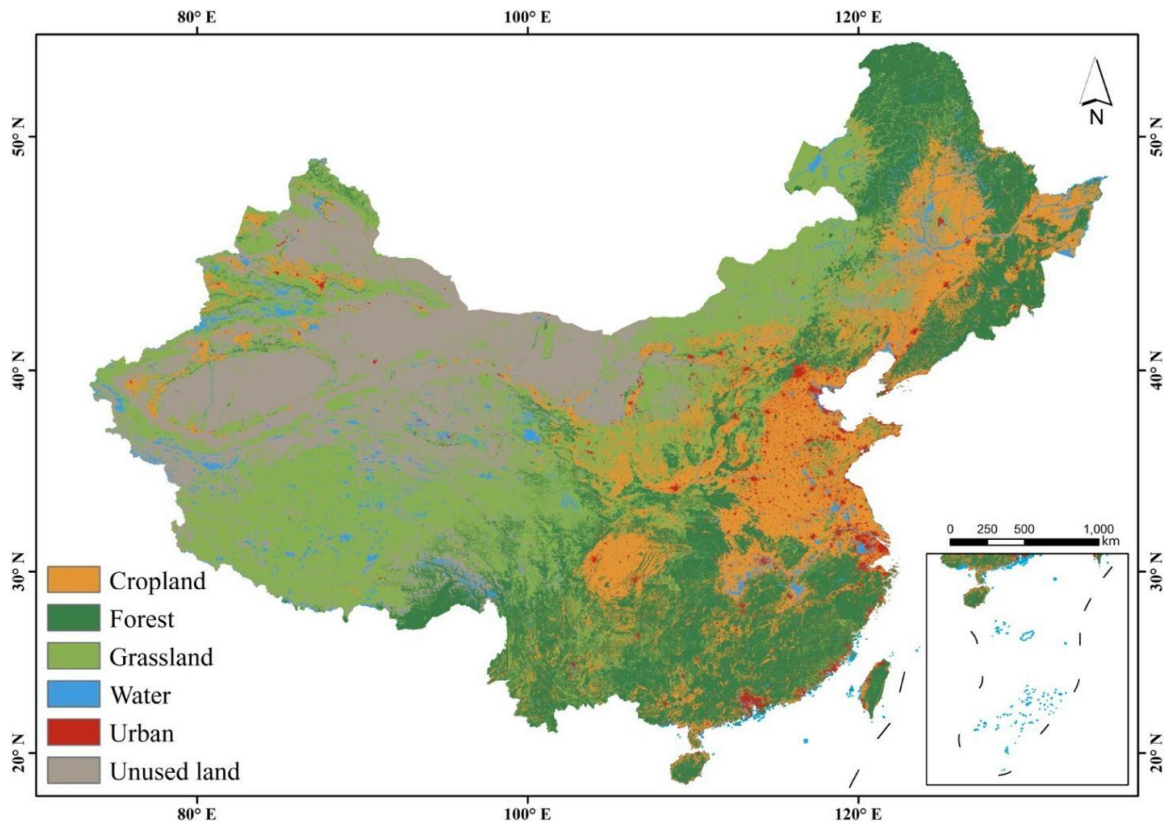 80° E 100° E 120° E
N
50° N 50° N
40° N 40° N
0 250 500 1,000
km
30° N 30° N
Cropland
Forest
Grassland
Water
Urban
Unused land
20° N 20° N
80° E 100° E 120° E